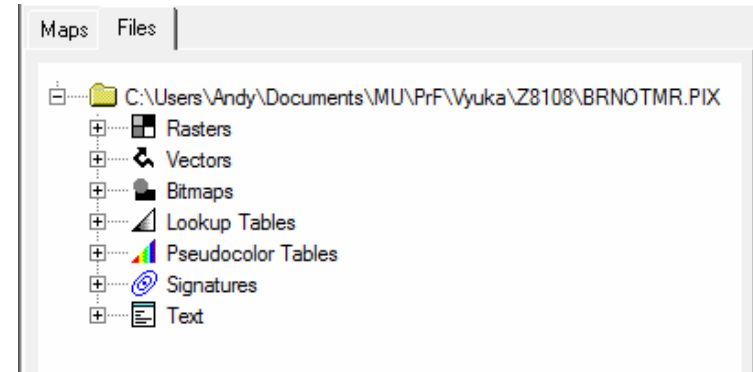 Maps Files
C:\Users\Andy\Documents\MU\PrF\Vyuka\Z8108\BRNOTMR.PIX
Rasters
Vectors
Bitmaps
Lookup Tables
Pseudocolor Tables
Signatures
Text